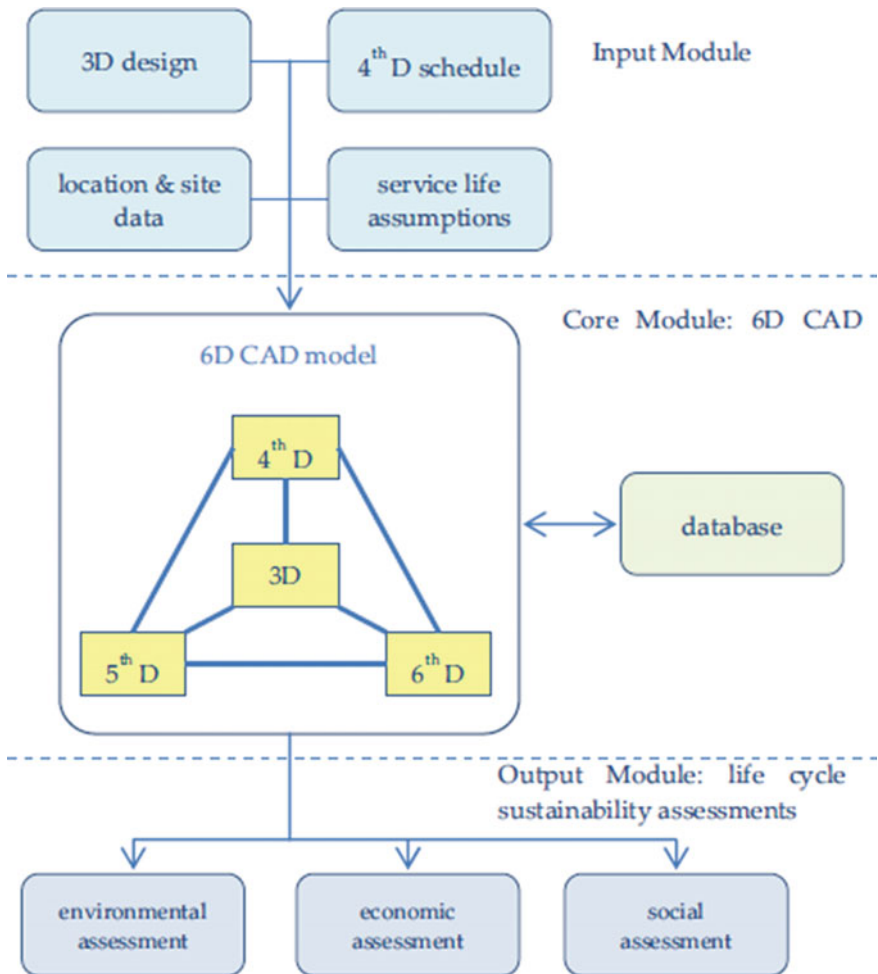 3D design
4th D schedule
Input Module
location & site
data
service life
assumptions
Core Module: 6D CAD
6D CAD model
4th D
3D
5th D
6th D
database
Output Module: life cycle
sustainability assessments
environmental
assessment
economic
assessment
social
assessment